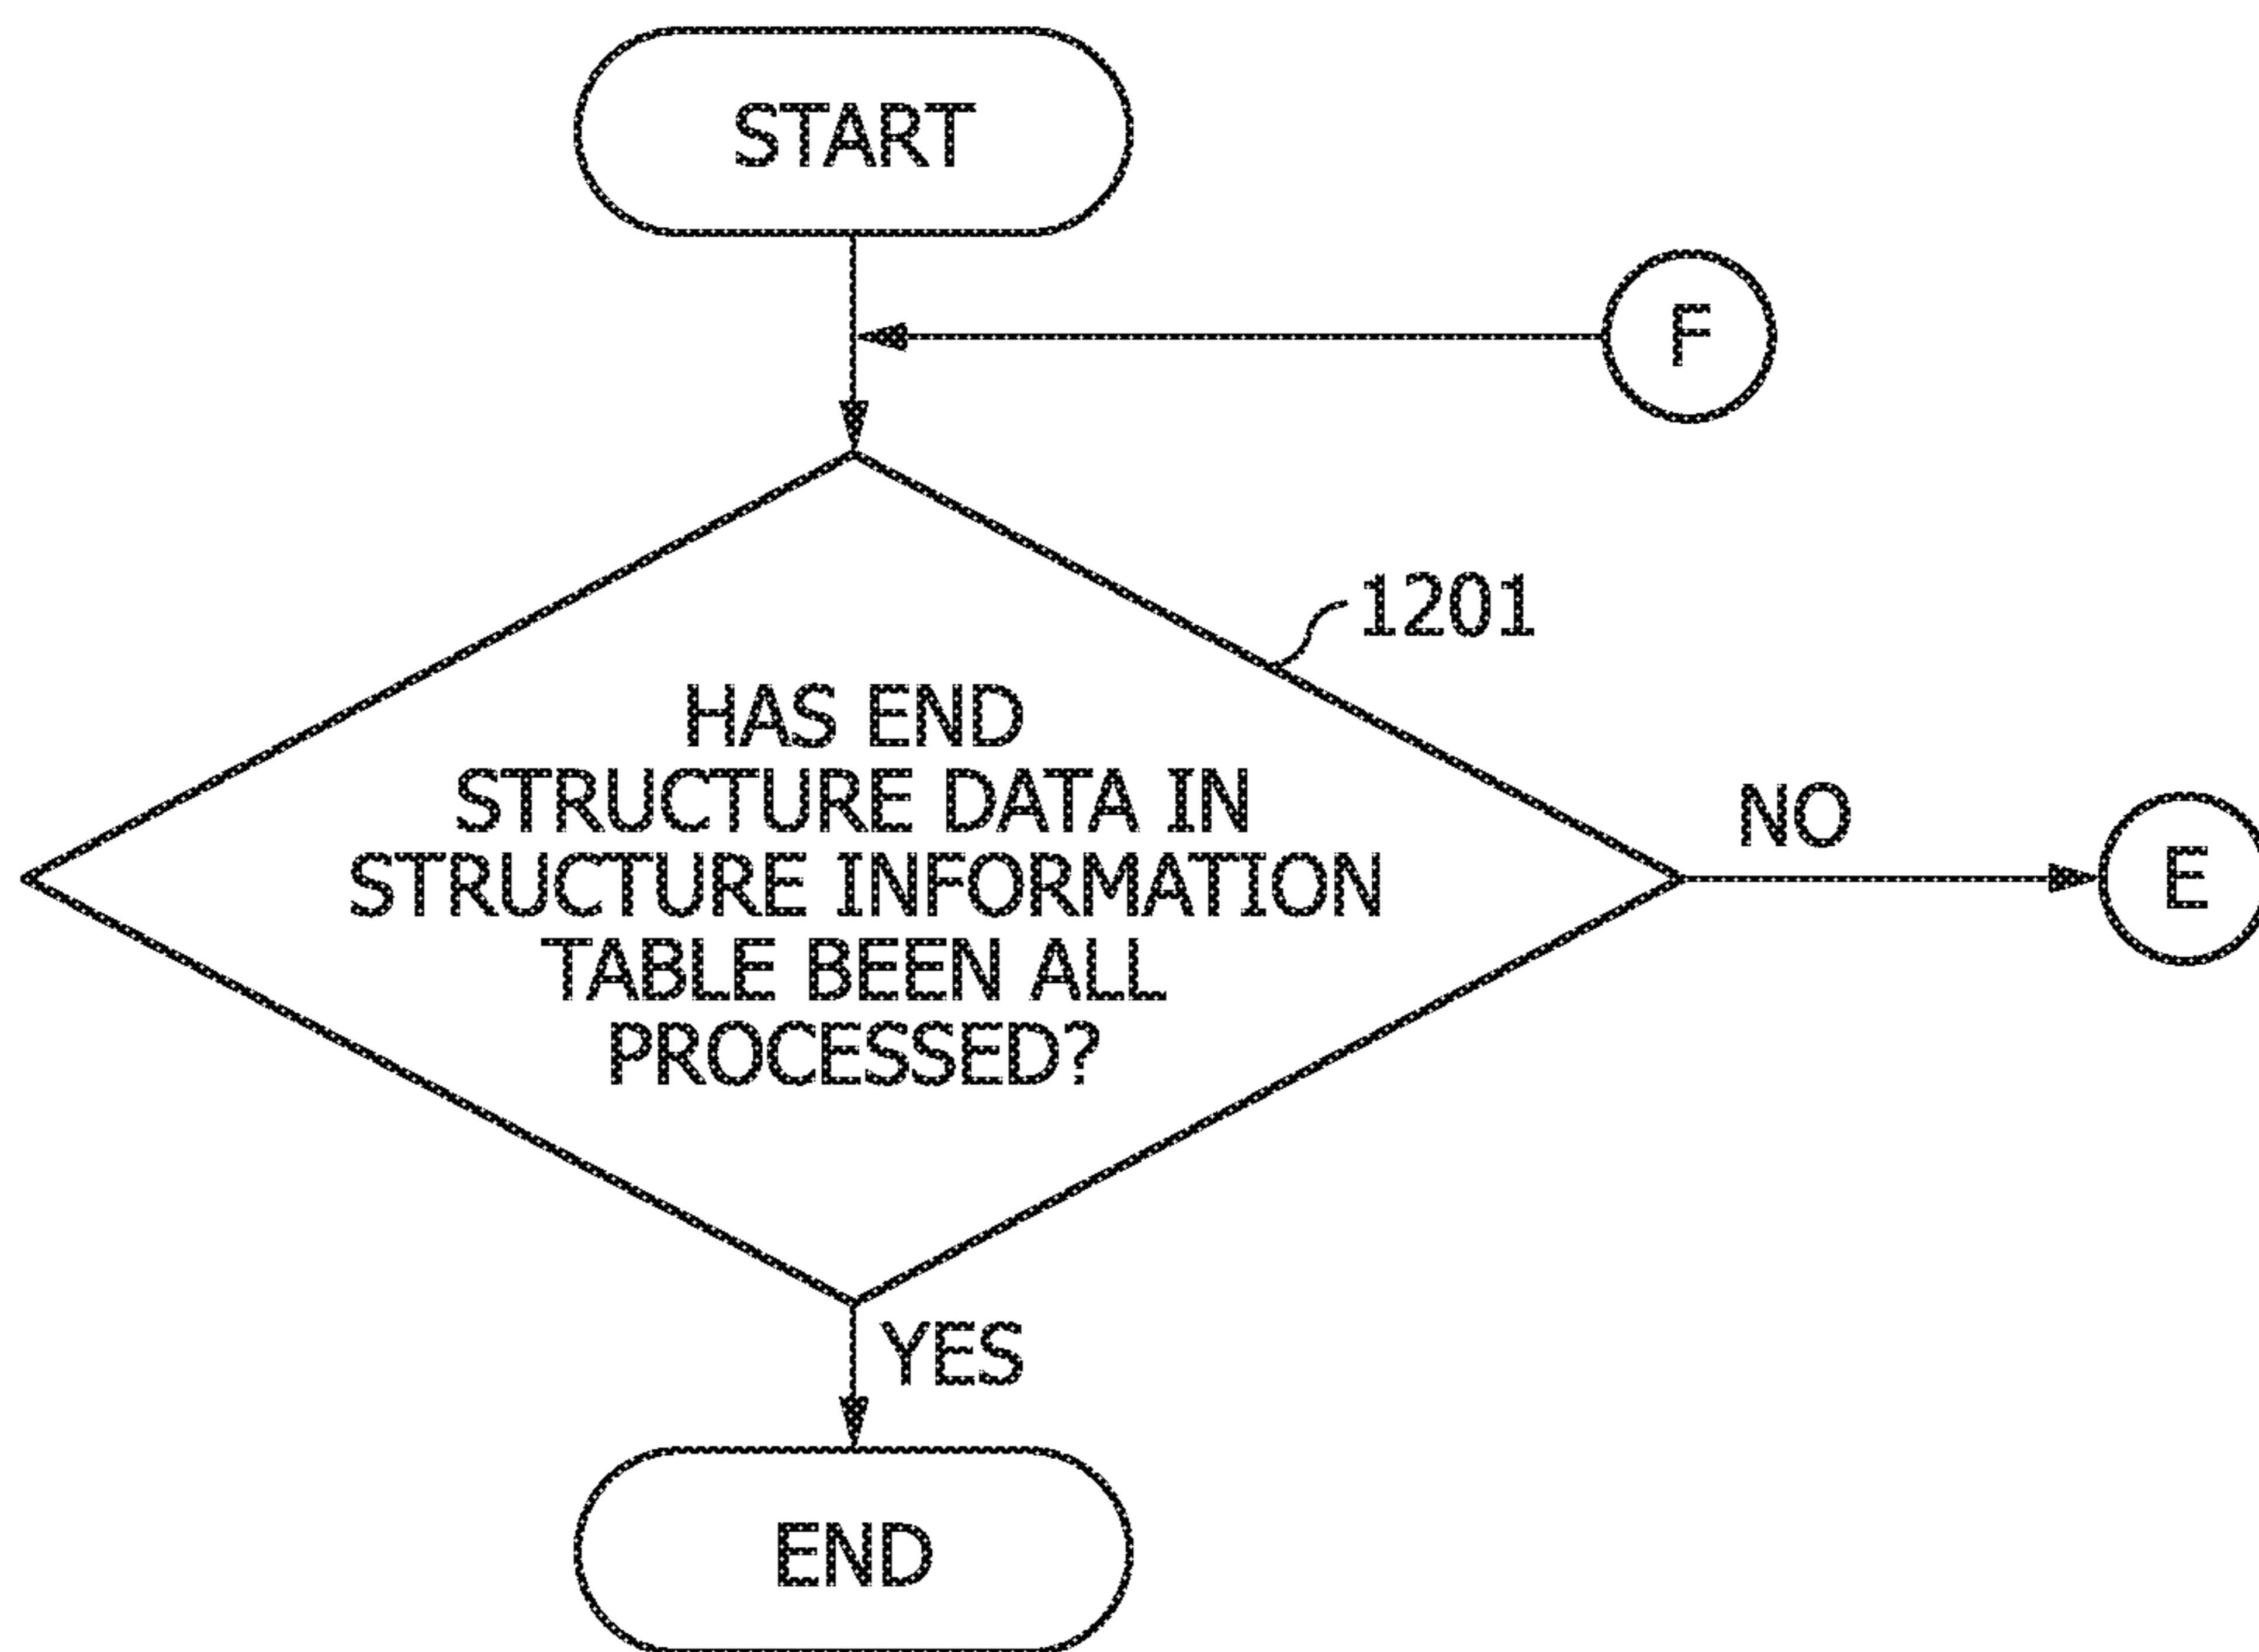 START
F
1201
HAS END
STRUCTURE DATA IN
STRUCTURE INFORMATION
TABLE BEEN ALL
PROCESSED?
NO
E
YES
END